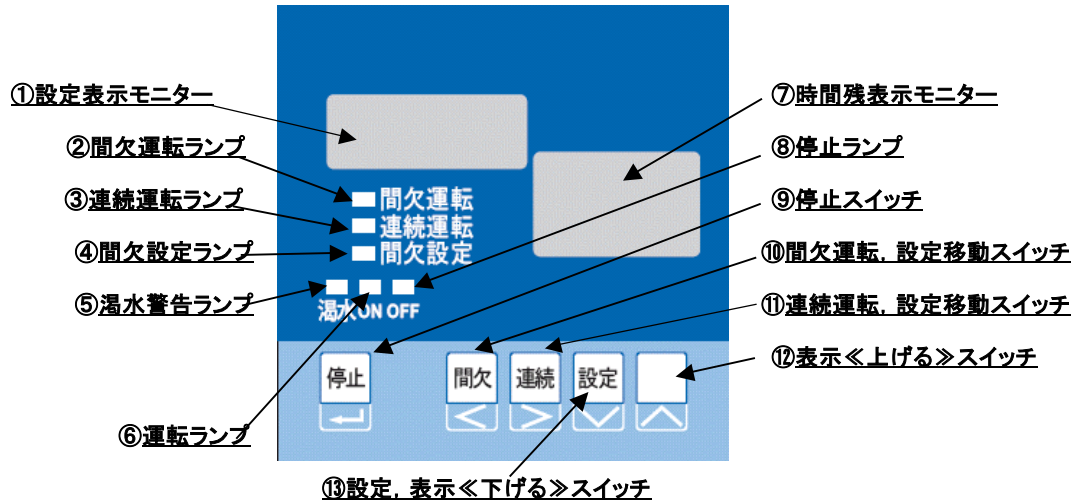 ①設定表示モニター
②間欠運転ランプ
③連続運転ランプ
④間欠設定ランプ
⑤渇水警告ランプ
⑥運転ランプ
間欠運転
連続運転
間欠設定
渇水 ON OFF
停止
間欠
連続
設定
⑦時間残表示モニター
⑧停止ランプ
⑨停止スイッチ
⑩間欠運転，設定移動スイッチ
⑪連続運転，設定移動スイッチ
⑫表示≪上げる≫スイッチ
⑬設定，表示≪下げる≫スイッチ